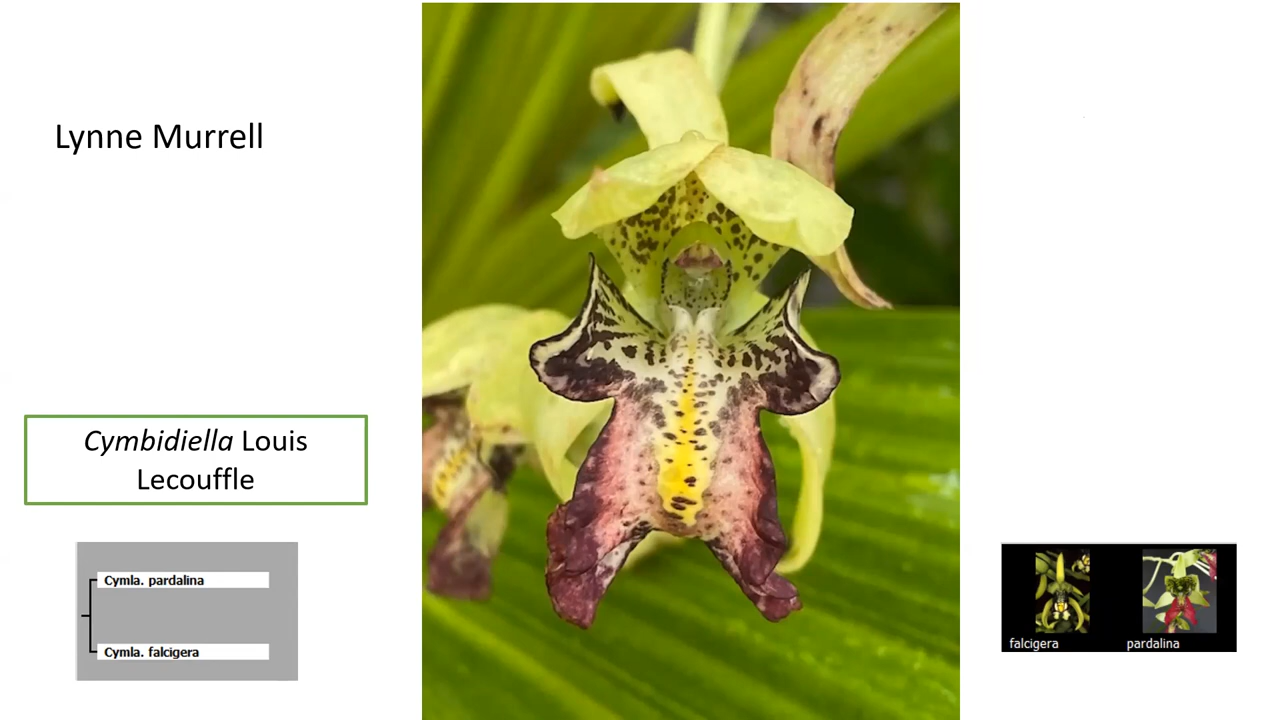 Lynne Murrell
Cymbidiella Louis
Lecouffle
Cymla. pardalina
Cymla. falcigera
falcigera
pardalina